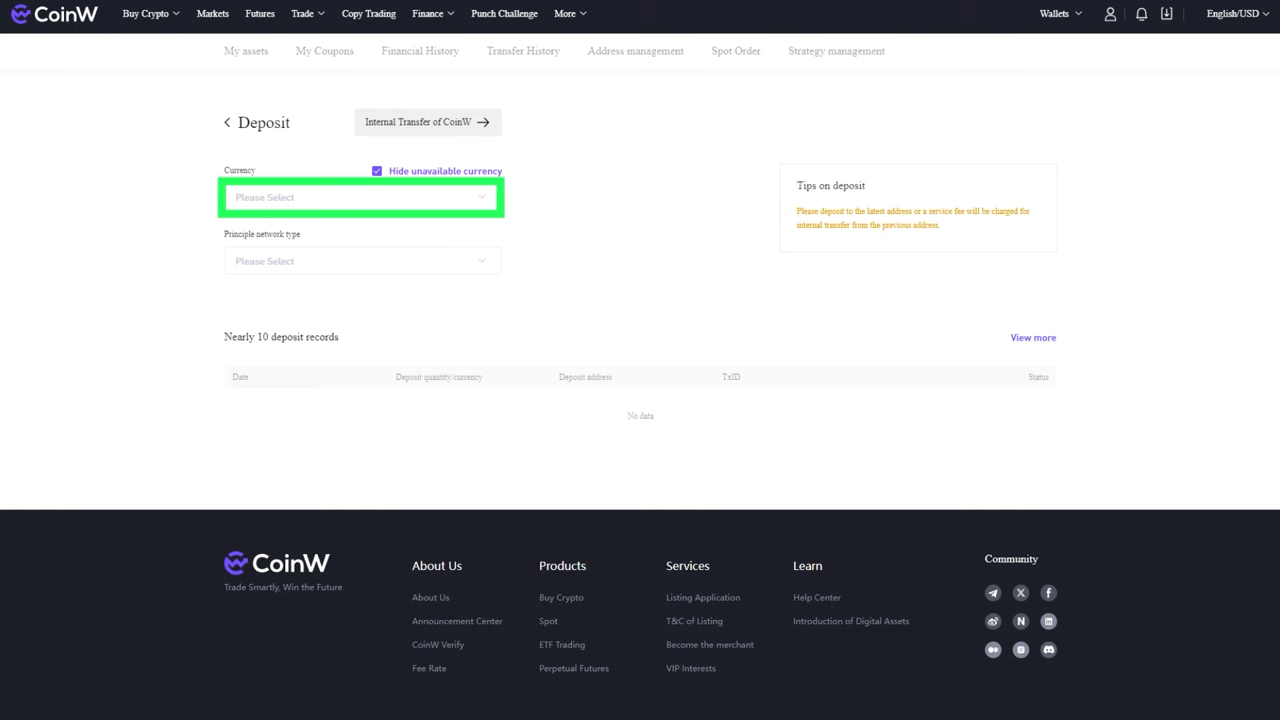 CoinW Buy Crypto Markets Futures Trade Copy Trading Finance Punch Challenge More Wallets English/USD
My assets My Coupons Financial History Transfer History Address management Spot Order Strategy management
Deposit Internal Transfer of CoinW
Currency Hide unavailable currency
Please Select
Principle network type
Please Select
Tips on deposit
Please deposit to the latest address or a service fee will be charged for
internal transfer from the previous address.
Nearly 10 deposit records View more
Date Deposit quantity/currency Deposit address TxID Status
No data
CoinW
Trade Smartly, Win the Future
About Us
About Us
Announcement Center
CoinW Verify
Fee Rate
Products
Buy Crypto
Spot
ETF Trading
Perpetual Futures
Services
Listing Application
T&C of Listing
Become the merchant
VIP Interests
Learn
Help Center
Introduction of Digital Assets
Community